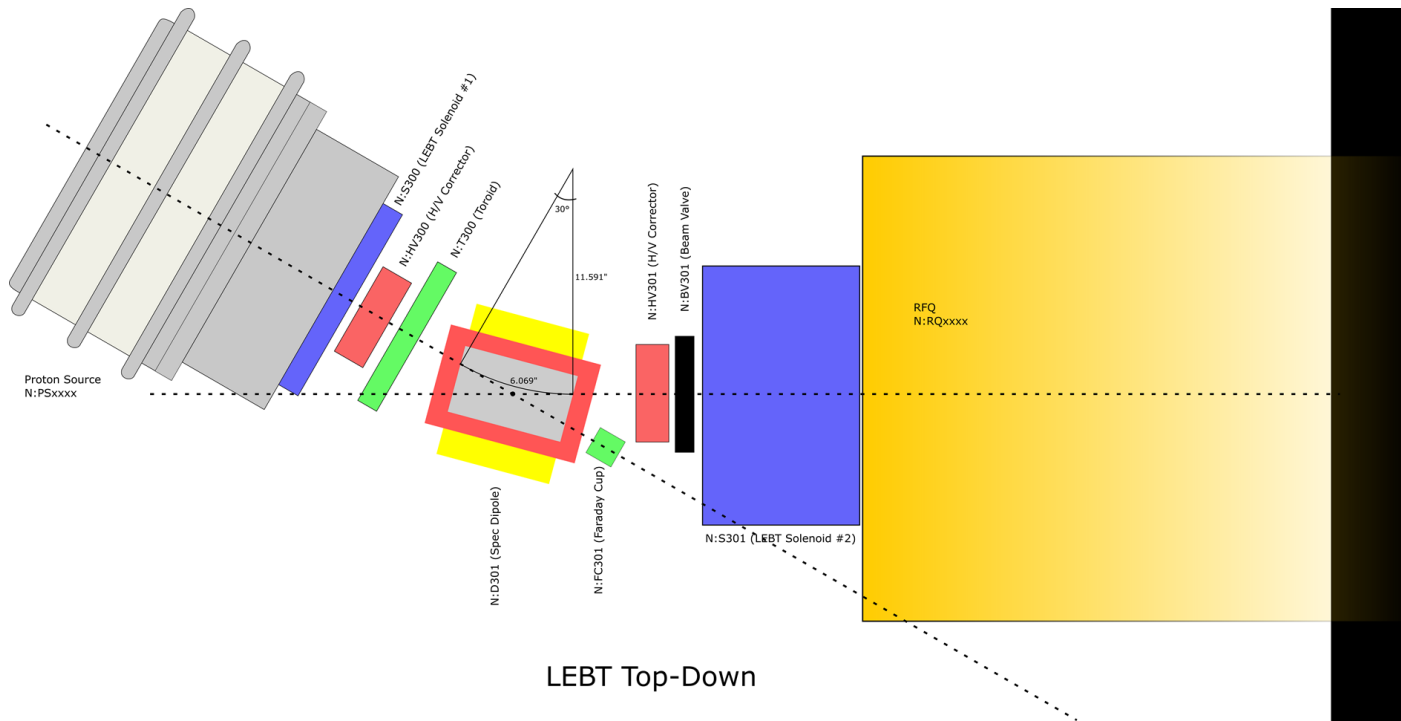 N:S300 (LEBT Solenoid #1)
N:HV300 (H/V Corrector)
N:T300 (Toroid)
30°
11.591"
6.069"
N:HV301 (H/V Corrector)
N:BV301 (Beam Valve)
RFQ
N:RQxxxx
Proton Source
N:PSxxxx
N:D301 (Spec Dipole)
N:FC301 (Faraday Cup)
N:S301 (LEBT Solenoid #2)
LEBT Top-Down